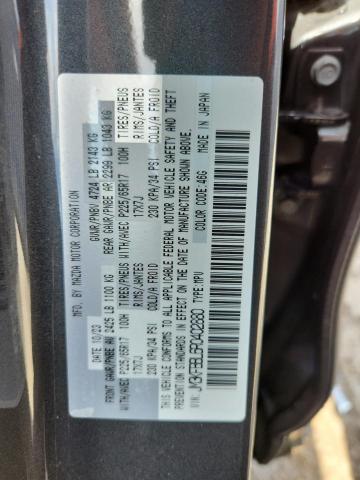 MFD. BY MAZDA MOTOR CORPORATION
DATE 10/23 GVWR/PNBV 4724 LB 2143 KG
FRONT GAWR/PNBE AV 2425 LB 1100 KG REAR GAWR/PNBE AR 2299 LB 1043 KG
WITH/AVEC P225/65R17 100H TIRES/PNEUS WITH/AVEC P225/65R17 100H TIRES/PNEUS
17X7J RIMS/JANTES 17X7J RIMS/JANTES
230 KPA/34 PSI. COLD/A FROID 230 KPA/34 PSI. COLD/A FROID
THIS VEHICLE CONFORMS TO ALL APPLICABLE FEDERAL MOTOR VEHICLE SAFETY AND THEFT
PREVENTION STANDARDS IN EFFECT ON THE DATE OF MANUFACTURE SHOWN ABOVE.
V.I.N: TYPE:MPV COLOR CODE: 46G MADE IN JAPAN